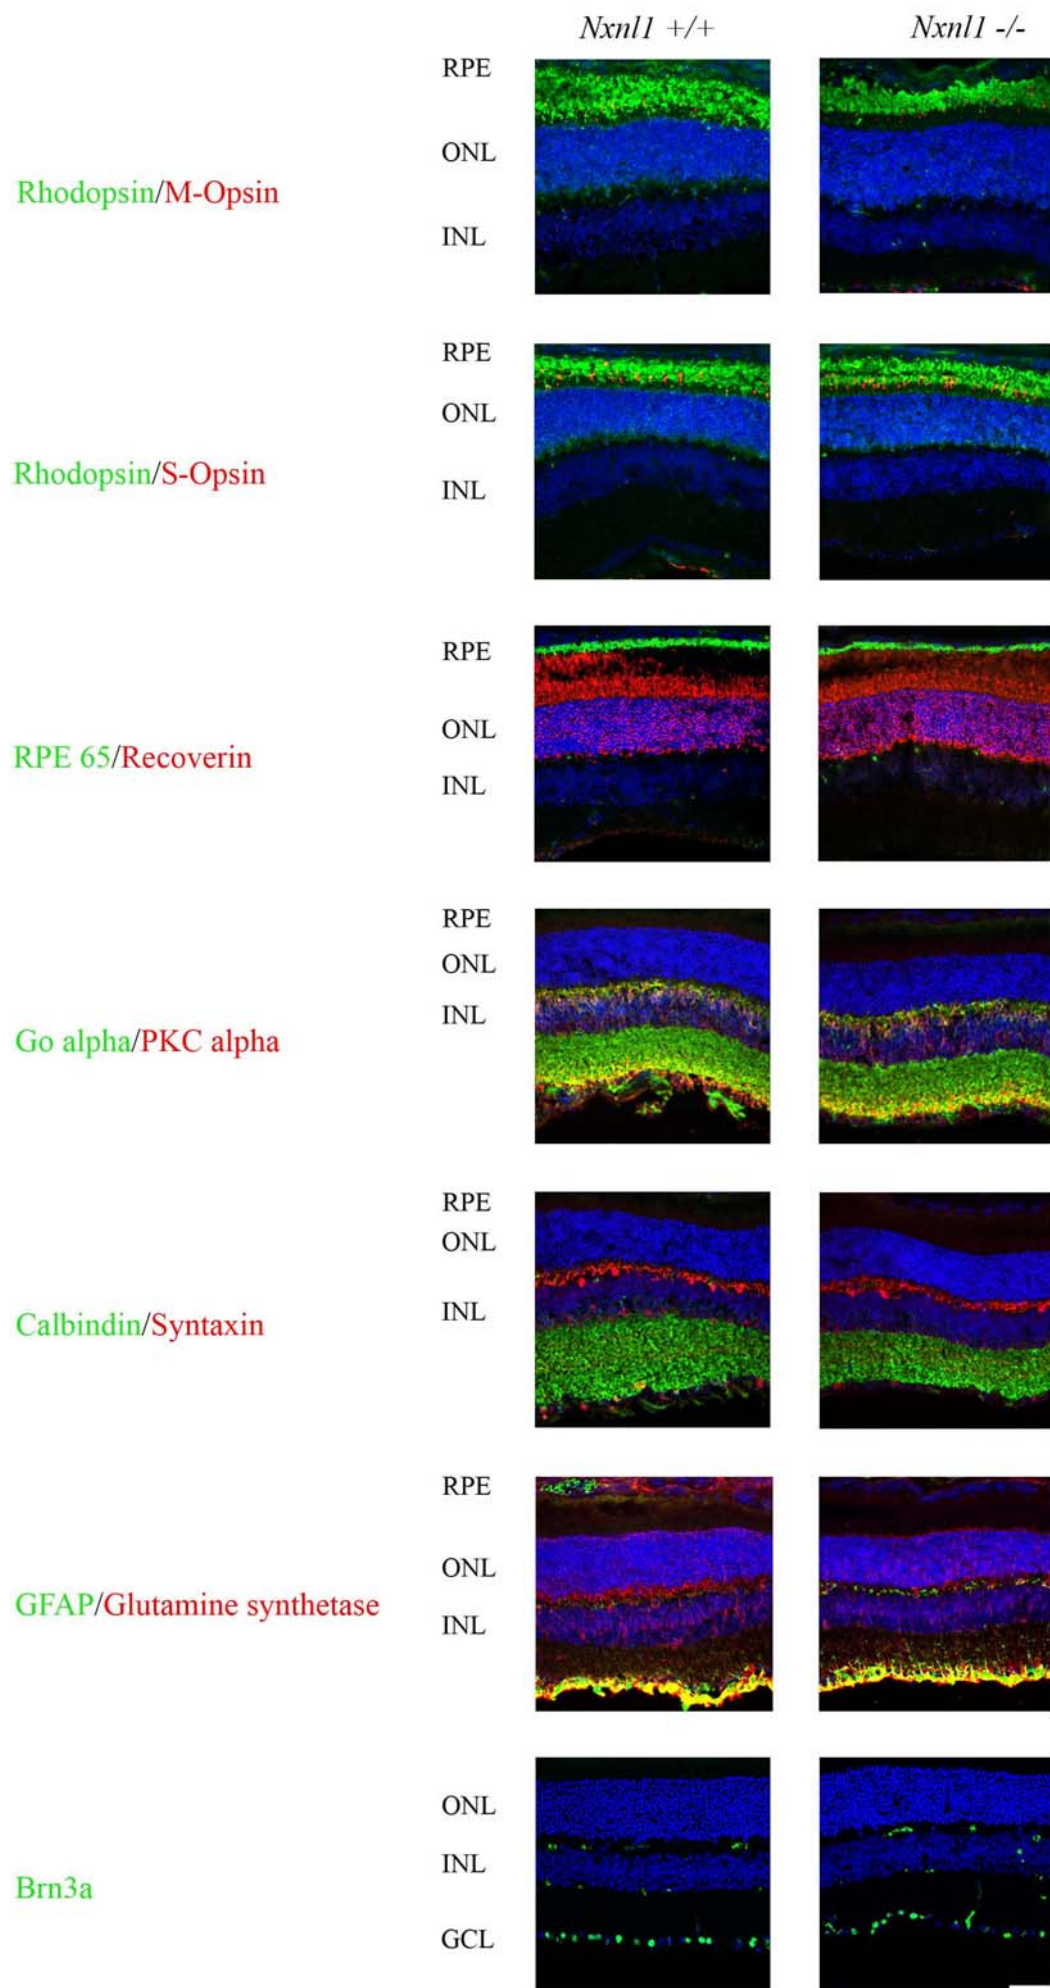 Nxnl1 +/+ Nxnl1 -/-
RPE
ONL
Rhodopsin/M-Opsin
INL
RPE
ONL
Rhodopsin/S-Opsin
INL
RPE
ONL
RPE 65/Recoverin
INL
RPE
ONL
INL
Go alpha/PKC alpha
RPE
ONL
INL
Calbindin/Syntaxin
RPE
ONL
GFAP/Glutamine synthetase
INL
ONL
INL
Brn3a
GCL